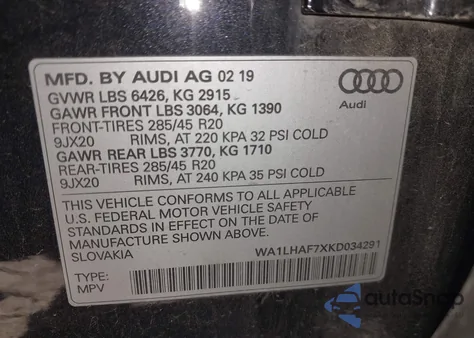 MFD. BY AUDI AG 02 19
GVWR LBS 6426, KG 2915
GAWR FRONT LBS 3064, KG 1390
FRONT-TIRES 285/45 R20
9JX20 RIMS, AT 220 KPA 32 PSI COLD
GAWR REAR LBS 3770, KG 1710
REAR-TIRES 285/45 R20
9JX20 RIMS, AT 240 KPA 35 PSI COLD
Audi
THIS VEHICLE CONFORMS TO ALL APPLICABLE
U.S. FEDERAL MOTOR VEHICLE SAFETY
STANDARDS IN EFFECT ON THE DATE OF
MANUFACTURE SHOWN ABOVE.
SLOVAKIA WA1LHAF7XKD034291
TYPE:
MPV
autoSnap